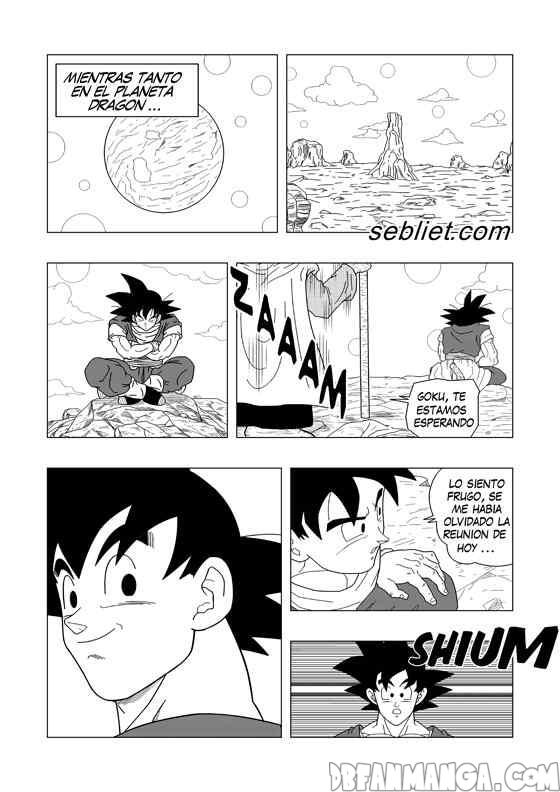 MIENTRAS TANTO
EN EL PLANETA
DRAGON ...
sebliet.com
ZAAAAM
GOKU, TE
ESTAMOS
ESPERANDO
LO SIENTO
FRUGO, SE
ME HABIA
OLVIDADO LA
REUNION DE
HOY ...
SHIUM
DBFANMANGA.COM